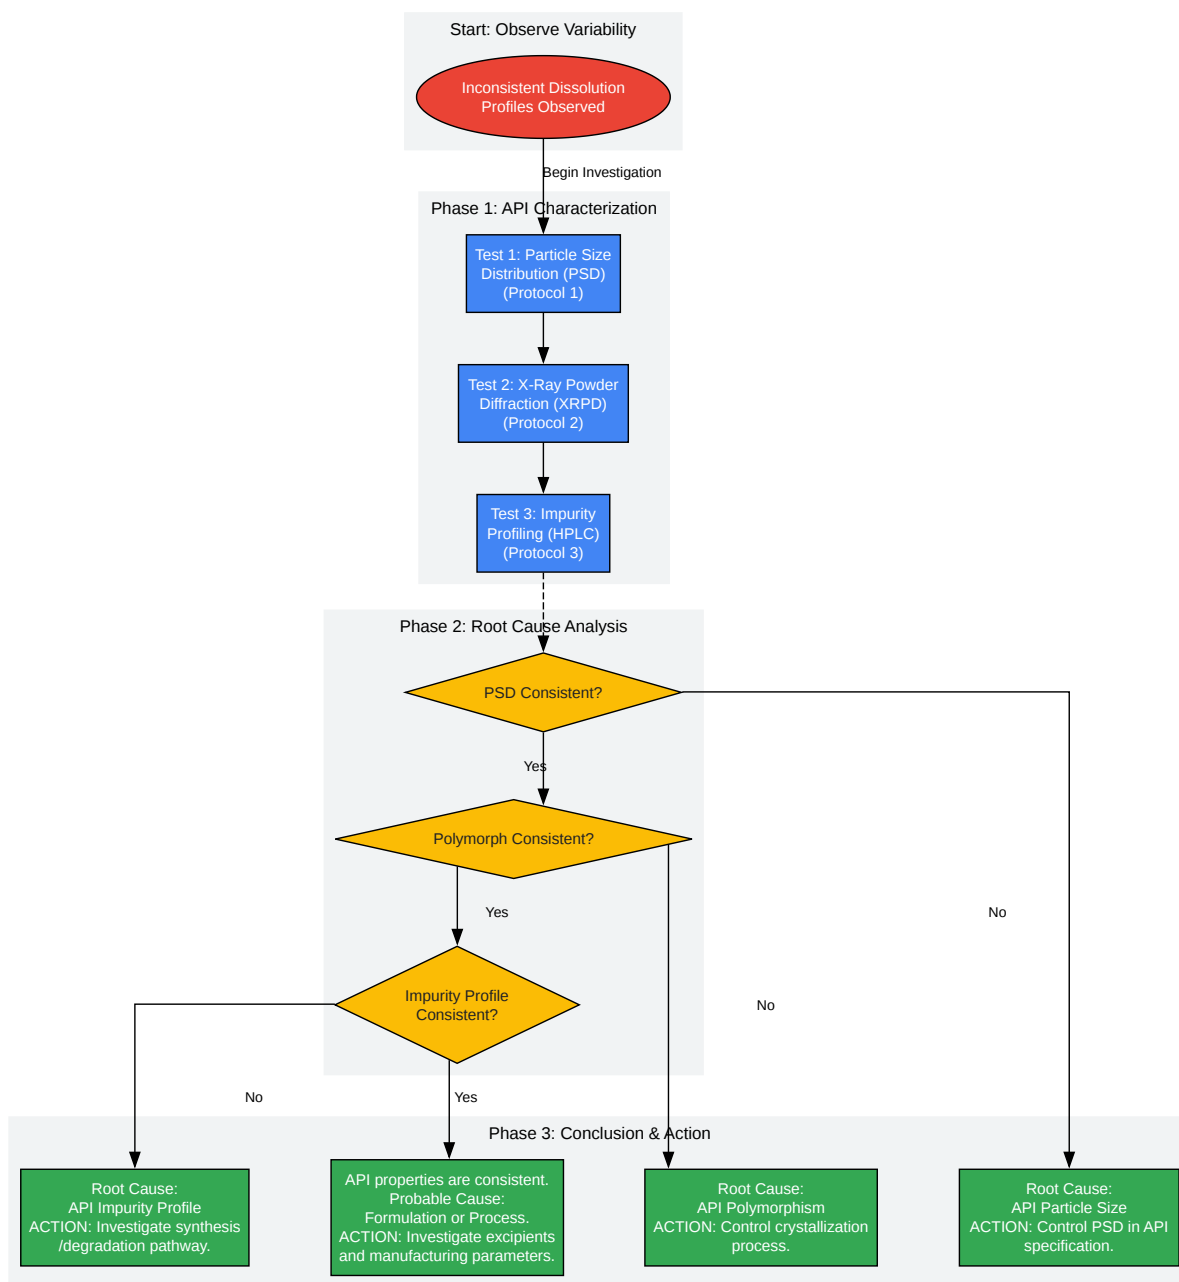 Start: Observe Variability
Inconsistent Dissolution
Profiles Observed
Begin Investigation
Phase 1: API Characterization
Test 1: Particle Size
Distribution (PSD)
(Protocol 1)
Test 2: X-Ray Powder
Diffraction (XRPD)
(Protocol 2)
Test 3: Impurity
Profiling (HPLC)
(Protocol 3)
Phase 2: Root Cause Analysis
PSD Consistent?
Yes
Polymorph Consistent?
Yes
No
Impurity Profile
Consistent?
No
No
Yes
Phase 3: Conclusion & Action
Root Cause:
API Impurity Profile
ACTION: Investigate synthesis
/degradation pathway.
API properties are consistent.
Probable Cause:
Formulation or Process.
ACTION: Investigate excipients
and manufacturing parameters.
Root Cause:
API Polymorphism
ACTION: Control crystallization
process.
Root Cause:
API Particle Size
ACTION: Control PSD in API
specification.